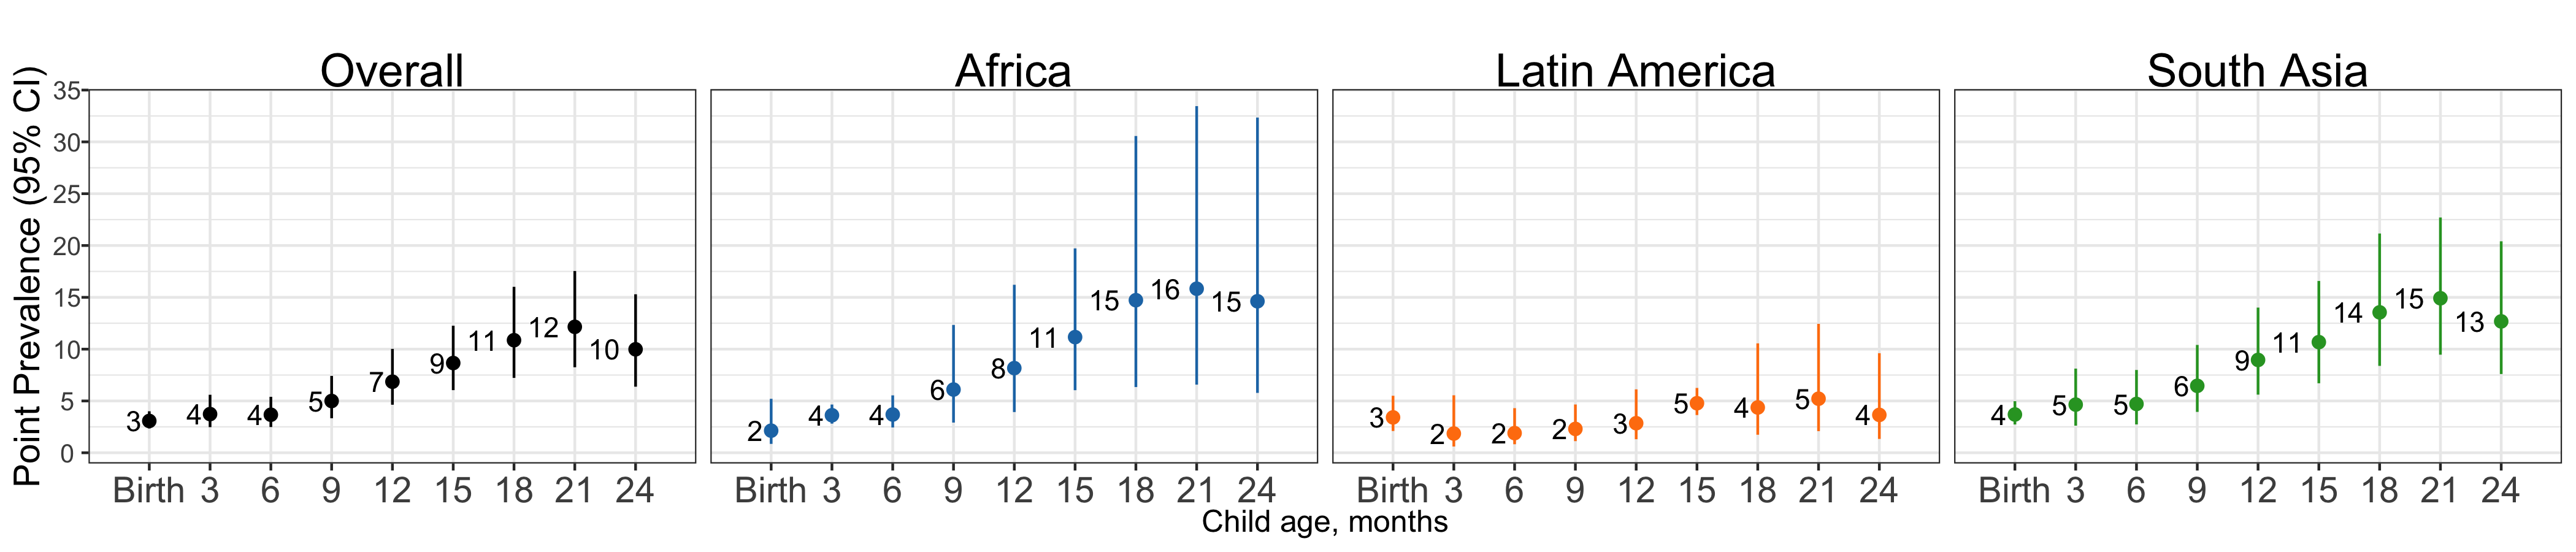 Overall Africa Latin America South Asia
Point Prevalence (95% CI)
35
30
25
20
15
10
5
0
3 4 4 5 7 9 11 12 10
2 4 4 6 8 11 15 16 15
3 2 2 2 3 5 4 5 4
4 5 5 6 9 11 14 15 13
Birth 3 6 9 12 15 18 21 24 Birth 3 6 9 12 15 18 21 24 Birth 3 6 9 12 15 18 21 24 Birth 3 6 9 12 15 18 21 24
Child age, months